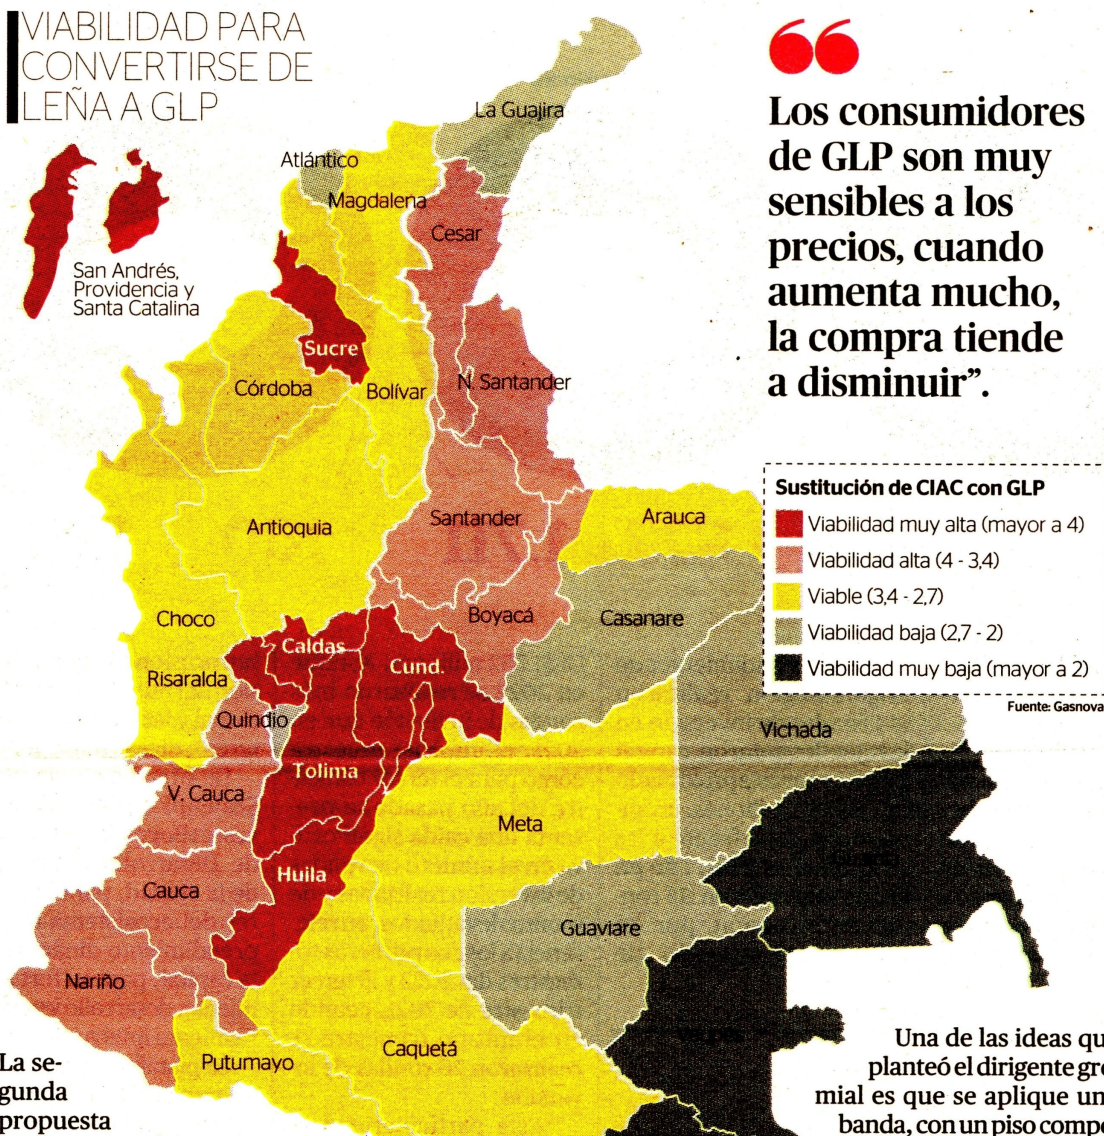 VIABILIDAD PARA
CONVERTIRSE DE
LEÑA A GLP
San Andrés,
Providencia y
Santa Catalina
La Guajira
Atlántico
Magdalena
Cesar
Sucre
Córdoba
Bolívar
N. Santander
Antioquia
Santander
Arauca
Choco
Boyacá
Casanare
Caldas
Cund.
Risaralda
Quindio
Vichada
Tolima
V. Cauca
Meta
Huila
Cauca
Guaviare
Nariño
Caquetá
Putumayo
“
Los consumidores
de GLP son muy
sensibles a los
precios, cuando
aumenta mucho,
la compra tiende
a disminuir”.
Sustitución de CIAC con GLP
Viabilidad muy alta (mayor a 4)
Viabilidad alta (4 - 3,4)
Viable (3,4 - 2,7)
Viabilidad baja (2,7 - 2)
Viabilidad muy baja (mayor a 2)
Fuente: Gasnova
La se-
gunda
propuesta
Una de las ideas qu
planteó el dirigente gre
mial es que se aplique un
banda, con un piso compe